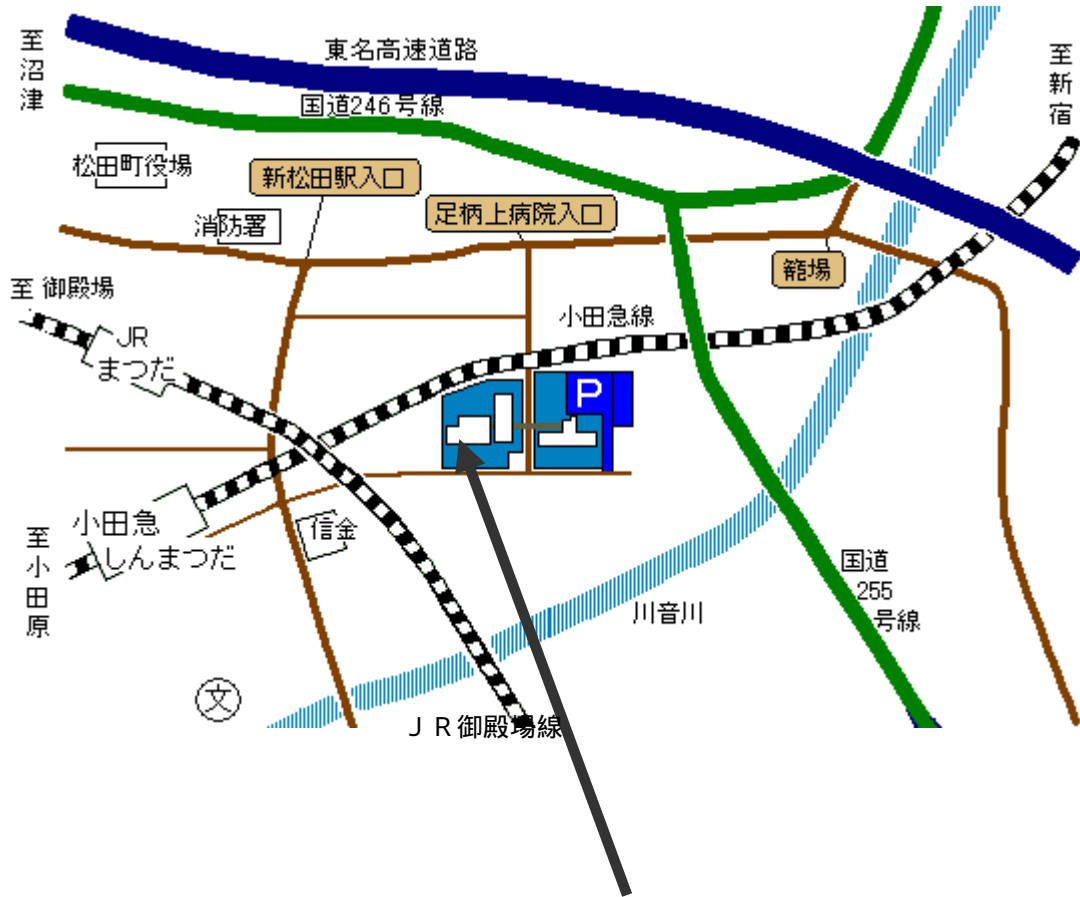 至沼津
東名高速道路
至新宿
国道246号線
松田町役場
新松田駅入口
足柄上病院入口
消防署
籠場
至 御殿場
小田急線
JR
まつだ
P
小田急
しんまつだ
至小田原
信金
国道
255
号線
川音川
文
ＪＲ御殿場線